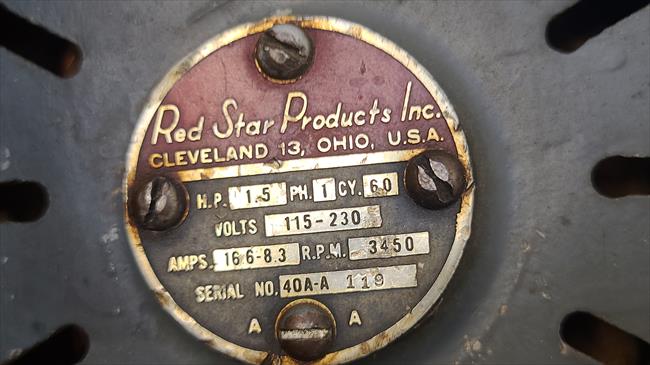 Red Star Products Inc.
CLEVELAND 13, OHIO, U.S.A.
H.P. 1.5 PH. 1 CY. 60
VOLTS 115-230
AMPS. 16.6-8.3 R.P.M. 3450
SERIAL NO. 40A-A 119
A A